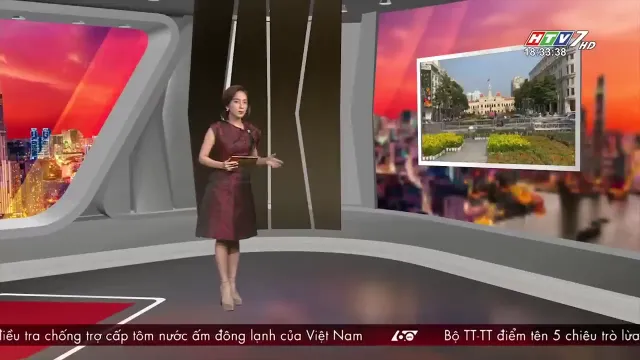 HTV7 HD
18:33:38
điều tra chống trợ cấp tôm nước ấm đông lạnh của Việt Nam 60 Bộ TT-TT điểm tên 5 chiêu trò lừa